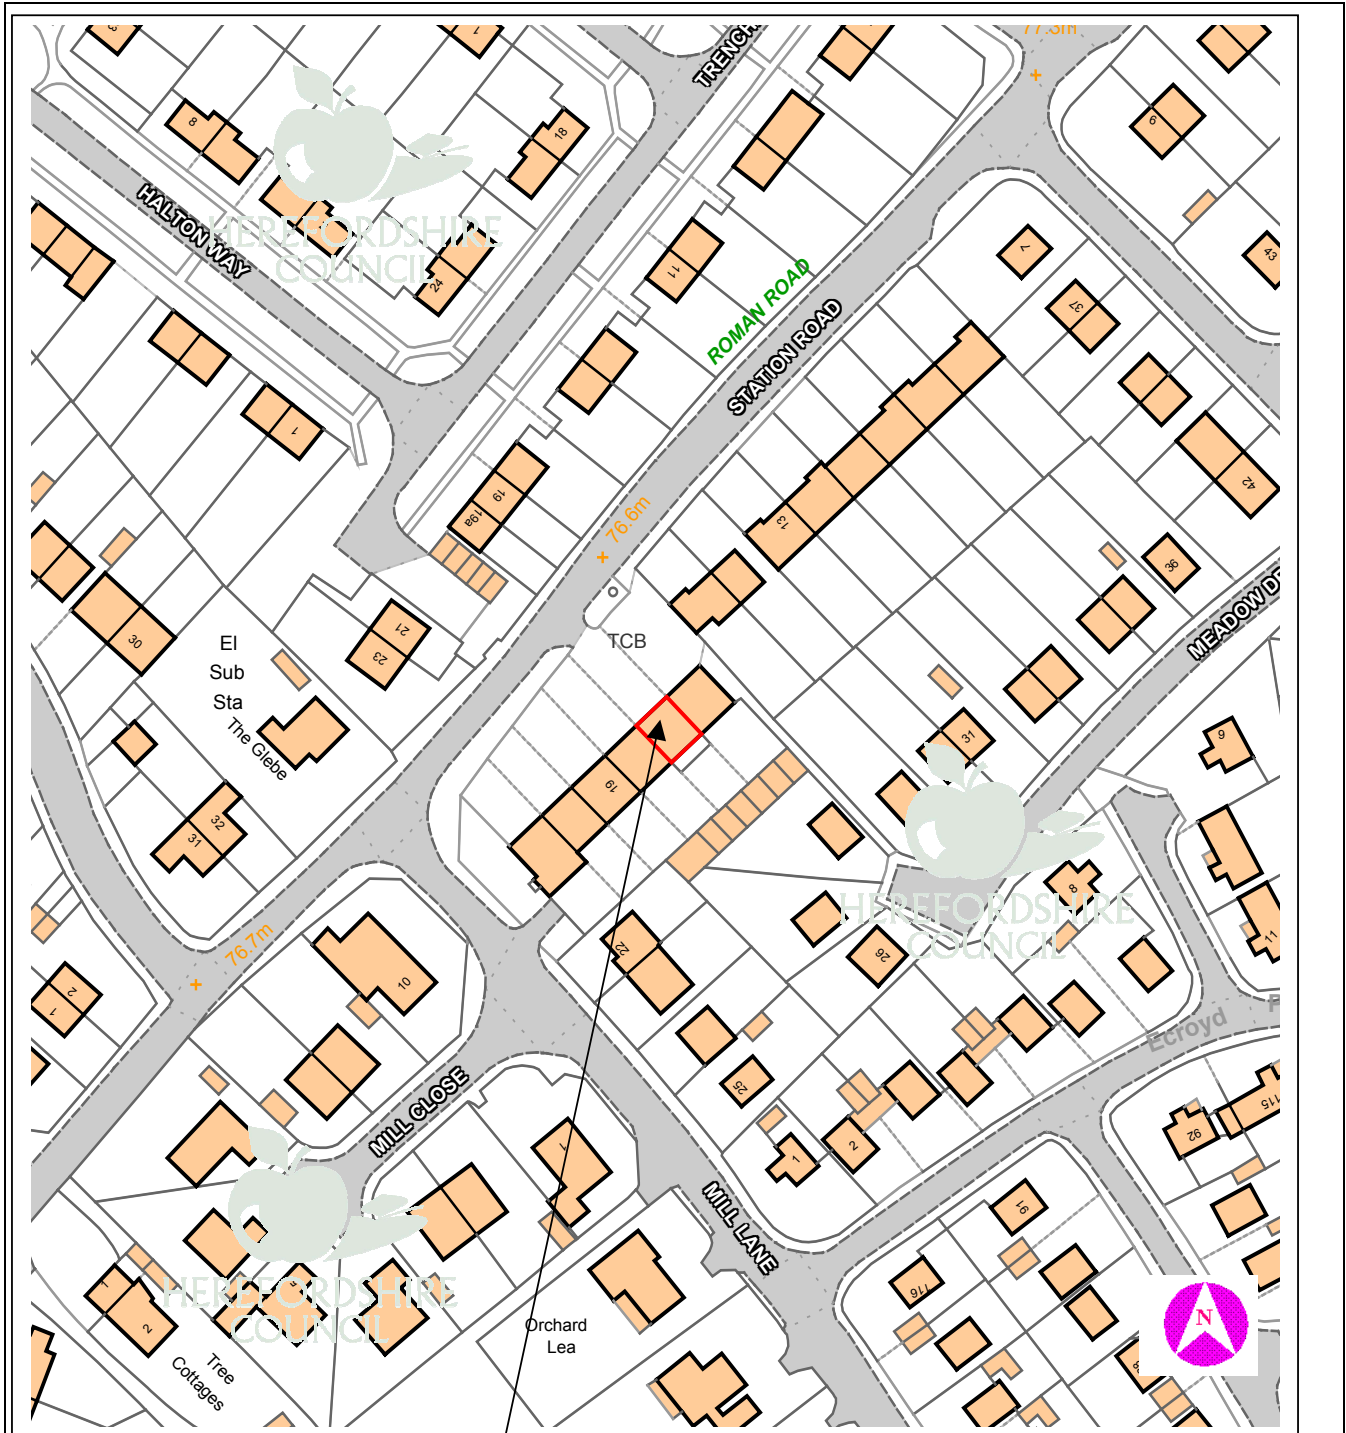 77.3m
TRENCH
8
18
6
HALTON WAY
HEREFORDSHIRE
COUNCIL
24
11
7
43
37
ROMAN ROAD
STATION ROAD
1
42
19
19a
13
76.6m
36
MEADOW DR
30
El
Sub
Sta
21
23
TCB
The Glebe
31
9
19
32
31
8
HEREFORDSHIRE
COUNCIL
11
22
26
76.7m
10
2
1
25
Ecroyd
MILL CLOSE
1
2
1
92
115
MILL LANE
91
116
HEREFORDSHIRE
COUNCIL
1
2
Tree
Cottages
Orchard
Lea
N